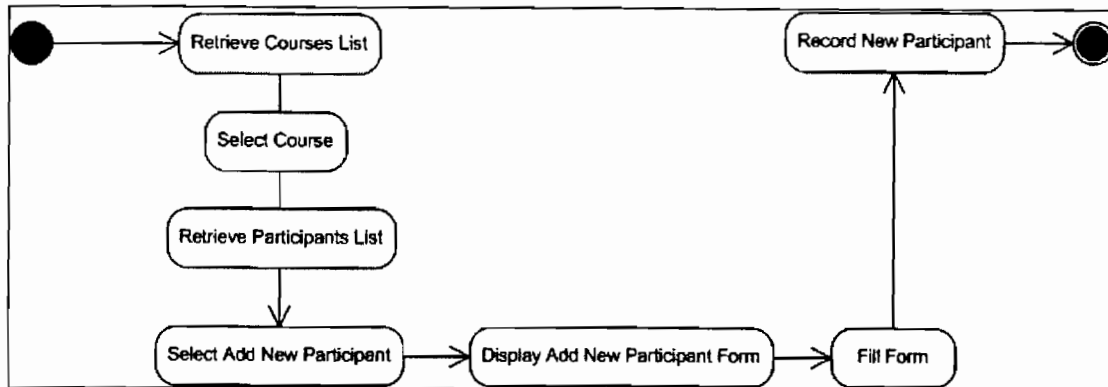 Retrieve Courses List
Select Course
Retrieve Participants List
Select Add New Participant
Display Add New Participant Form
Fill Form
Record New Participant